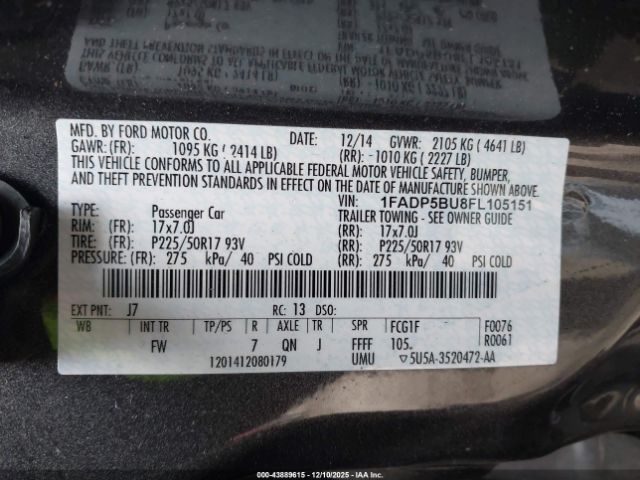 MFD. BY FORD MOTOR CO. 12/14 GVWR: 2105 KG ( 4641 LB)
GAWR: (FR): 1095 KG ( 2414 LB) (RR): 1010 KG ( 2227 LB)
THIS VEHICLE CONFORMS TO ALL APPLICABLE FEDERAL MOTOR VEHICLE SAFETY, BUMPER,
AND THEFT PREVENTION STANDARDS IN EFFECT ON THE DATE OF MANUFACTURE SHOWN ABOVE.
VIN: 1FADP5BU8FL105151
TYPE: Passenger Car TRAILER TOWING - SEE OWNER GUIDE
RIM: (FR): 17x7.0J (RR): 17x7.0J
TIRE: (FR): P225/50R17 93V (RR): P225/50R17 93V
PRESSURE: (FR): 275 kPa/ 40 PSI COLD (RR): 275 kPa/ 40 PSI COLD
EXT PNT: J7 RC: 13 DSO:
WB INT TR TP/PS R AXLE TR SPR FCG1F F0076
FW 7 QN J FFFF 105. R0061
1201412080179 UMU 5U5A-3520472-AA
000-43889615 - 12/10/2025 - IAAI.COM